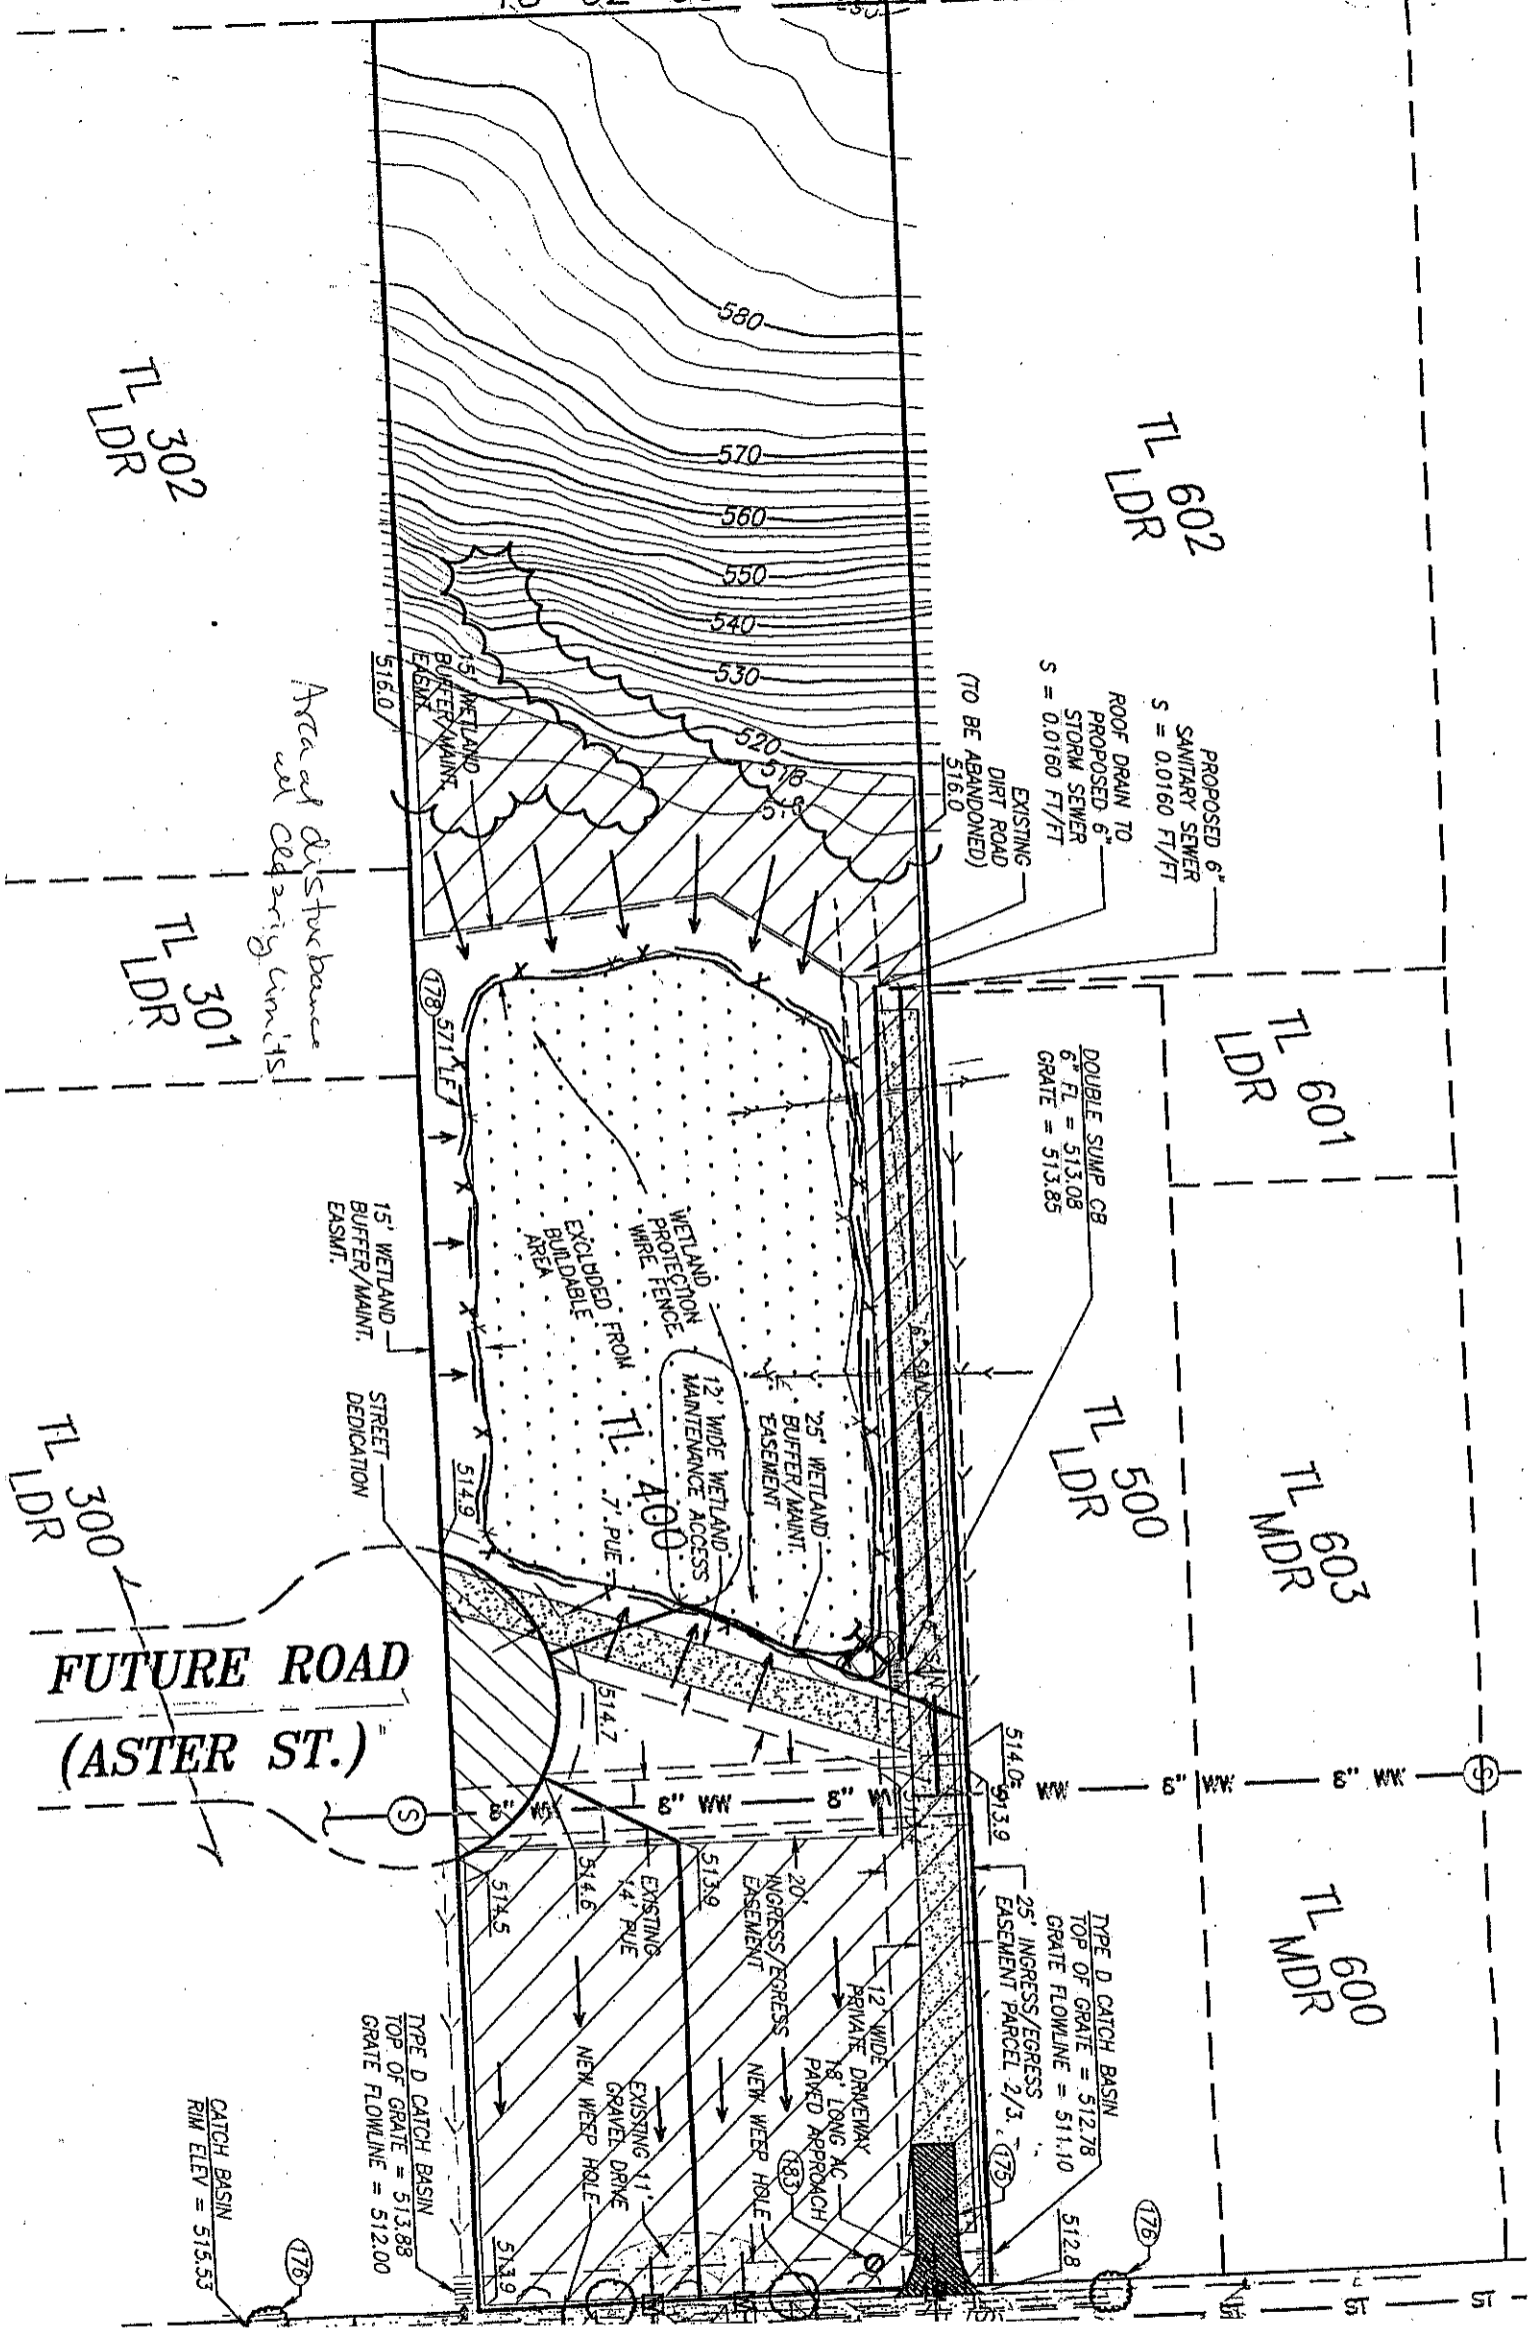 580
570
560
550
540
530
520
518
TL 302
LDR
TL 602
LDR
PROPOSED 6"
SANITARY SEWER
S = 0.0160 FT/FT
ROOF DRAIN TO
PROPOSED 6"
STORM SEWER
S = 0.0160 FT/FT
EXISTING
DIRT ROAD
(TO BE ABANDONED)
516.0
15' WETLAND
BUFFER/MAINT.
EASMT.
516.0
Area of disturbance
clearing limits
TL 301
LDR
TL 601
LDR
178
571 LF
DOUBLE SUMP CB
6" FL = 513.08
GRATE = 513.85
WETLAND
PROTECTION
WIRE FENCE
EXCLUDED FROM
BUILDABLE
AREA
6" SAN
15' WETLAND
BUFFER/MAINT.
EASMT.
STREET
DEDICATION
12' WIDE WETLAND
MAINTENANCE ACCESS
25' WETLAND
BUFFER/MAINT.
EASEMENT
TL 400
7' PUE
TL 500
LDR
TL 603
MDR
TL 300
LDR
514.9
FUTURE ROAD
(ASTER ST.)
514.7
514.0
513.9
8" WW
8" WW
8" WW
8" WW
8" WW
S
S
514.5
514.6
513.9
EXISTING
14' PUE
20'
INGRESS/EGRESS
EASEMENT
12' WIDE
PRIVATE DRIVEWAY
18' LONG AC
PAVED APPROACH
25' INGRESS/EGRESS
EASEMENT PARCEL 2/3.
TYPE D CATCH BASIN
TOP OF GRATE = 512.78
GRATE FLOWLINE = 511.10
TL 600
MDR
175
183
176
512.8
NEW WEEP HOLE
EXISTING 11'
GRAVEL DRIVE
NEW WEEP HOLE
TYPE D CATCH BASIN
TOP OF GRATE = 513.88
GRATE FLOWLINE = 512.00
513.9
CATCH BASIN
RIM ELEV = 515.53
176
ST
ST